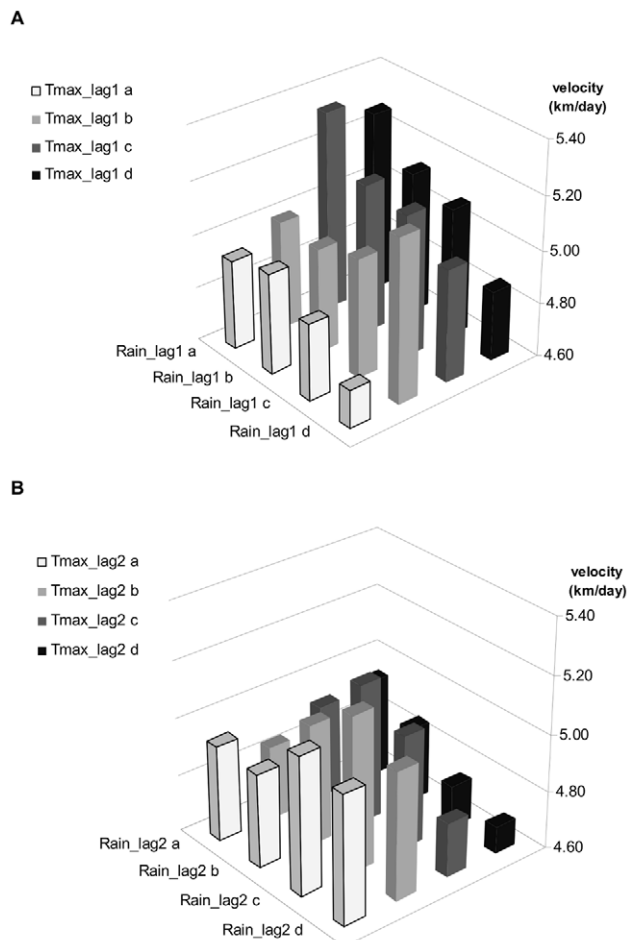 A
Tmax_lag1 a
Tmax_lag1 b
Tmax_lag1 c
Tmax_lag1 d
velocity
(km/day)
5.40
5.20
5.00
4.80
4.60
Rain_lag1 a
Rain_lag1 b
Rain_lag1 c
Rain_lag1 d
B
Tmax_lag2 a
Tmax_lag2 b
Tmax_lag2 c
Tmax_lag2 d
velocity
(km/day)
5.40
5.20
5.00
4.80
4.60
Rain_lag2 a
Rain_lag2 b
Rain_lag2 c
Rain_lag2 d